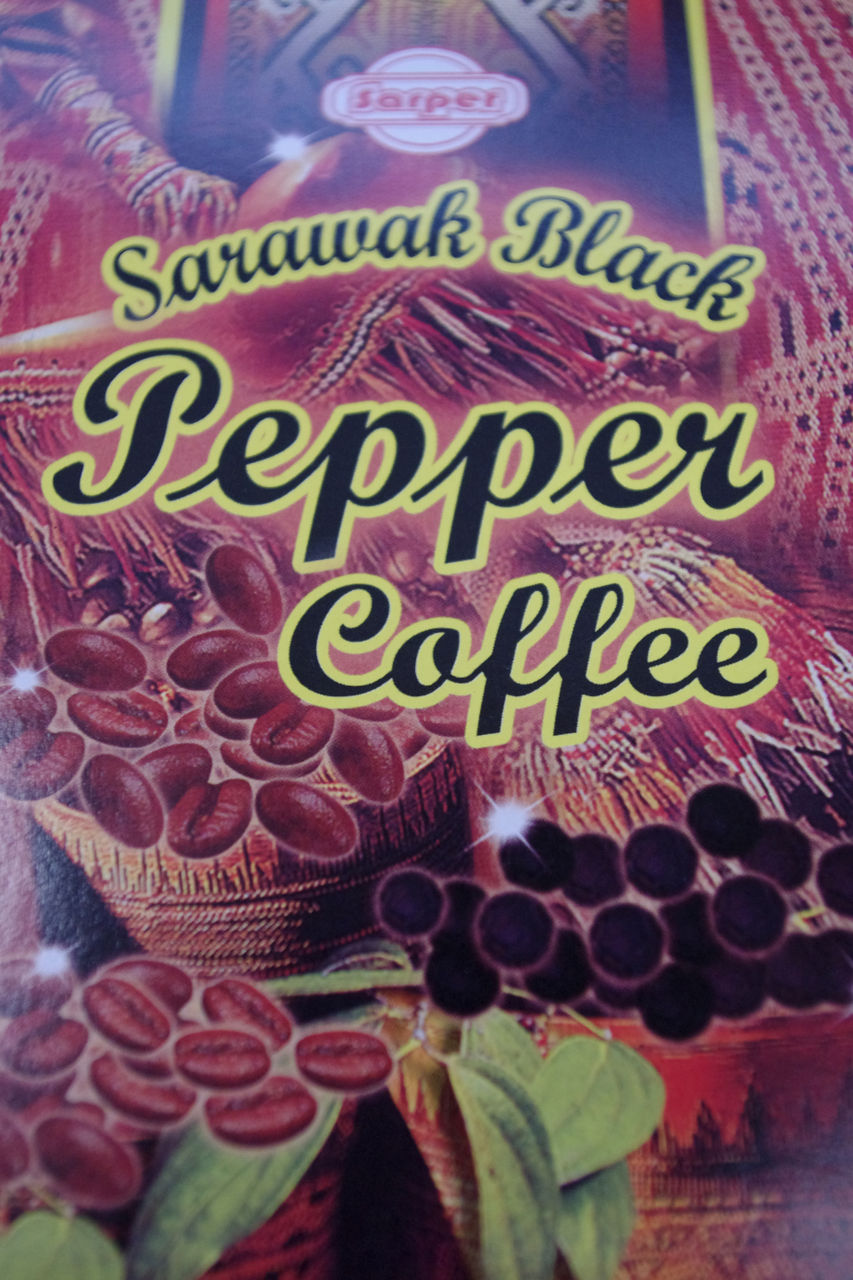 Sarper
Sarawak Black
Pepper
Coffee